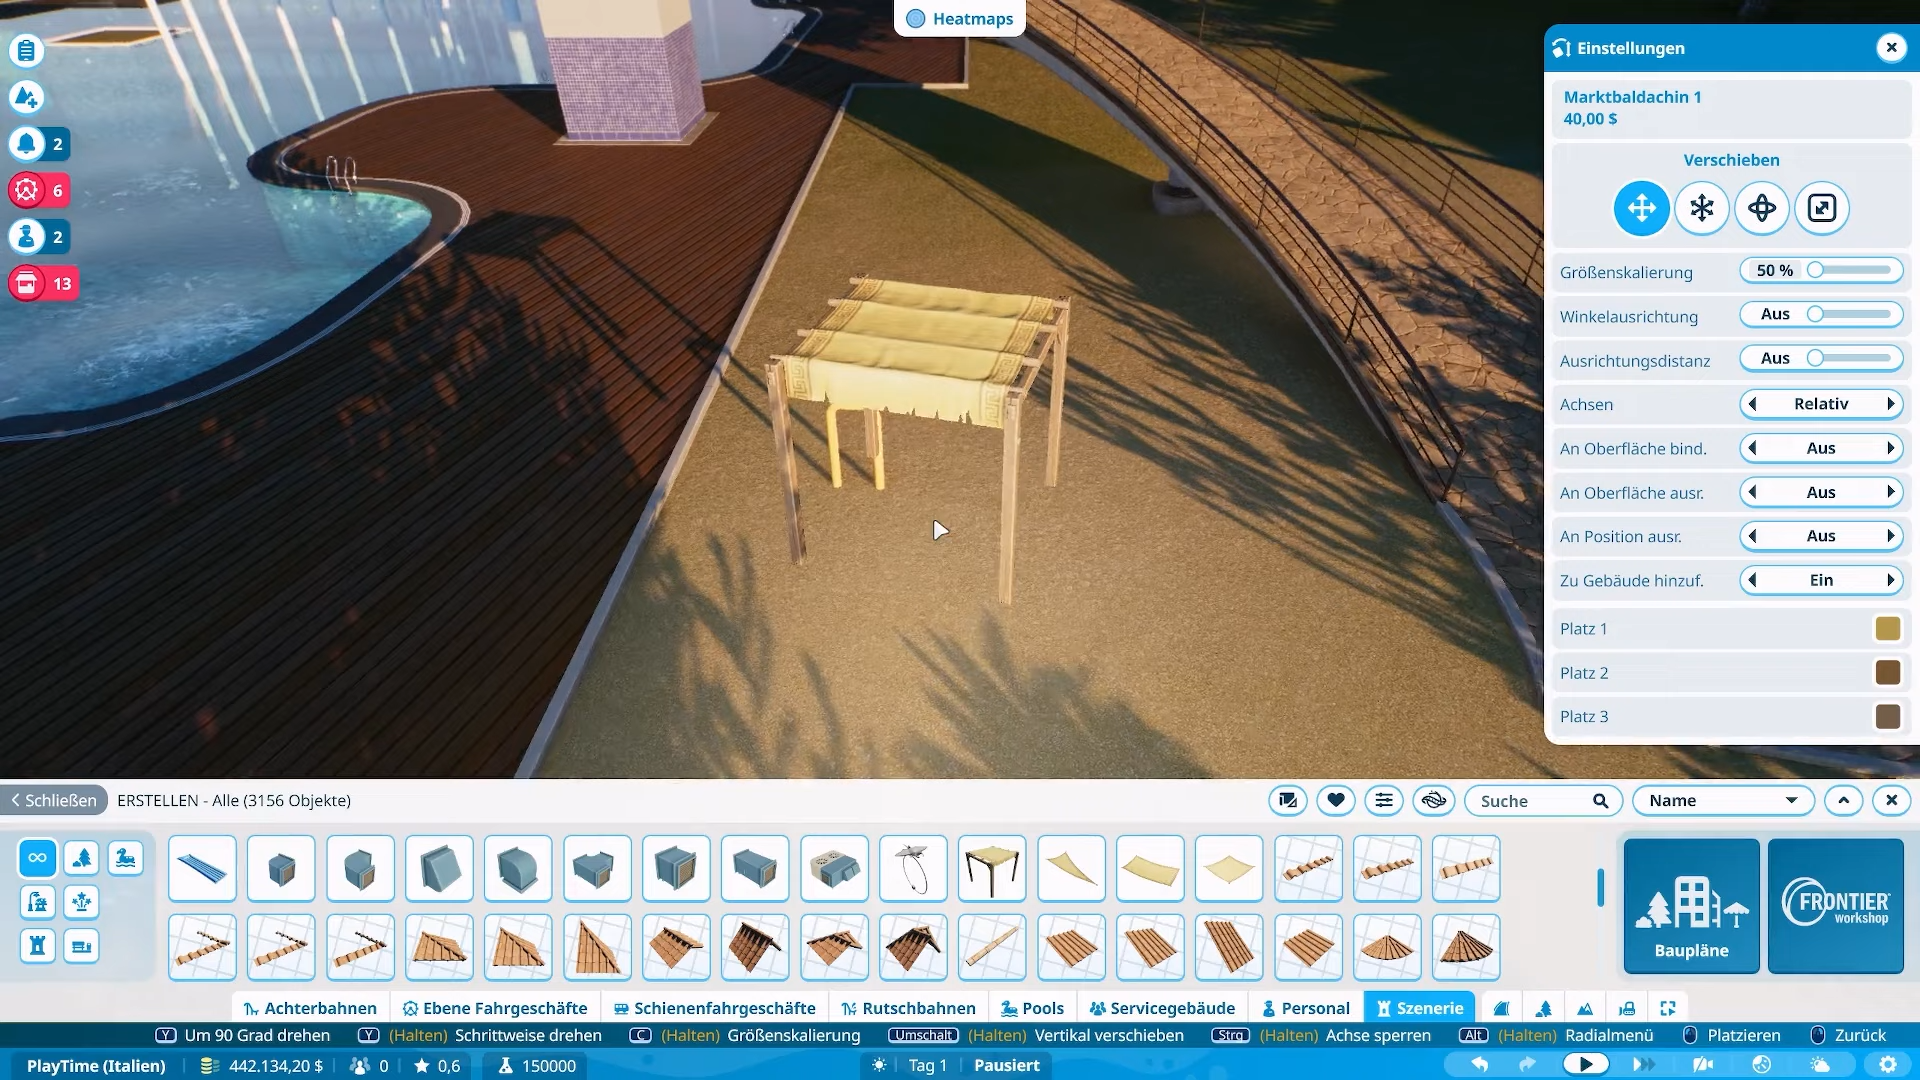 Heatmaps
2
6
2
13
Einstellungen
Marktbaldachin 1
40,00 $
Verschieben
Größenskalierung 50 %
Winkelausrichtung Aus
Ausrichtungsdistanz Aus
Achsen Relativ
An Oberfläche bind. Aus
An Oberfläche ausr. Aus
An Position ausr. Aus
Zu Gebäude hinzuf. Ein
Platz 1
Platz 2
Platz 3
Schließen ERSTELLEN - Alle (3156 Objekte) Suche Name
Baupläne
FRONTIER
workshop
Achterbahnen Ebene Fahrgeschäfte Schienenfahrgeschäfte Rutschbahnen Pools Servicegebäude Personal Szenerie
Y Um 90 Grad drehen Y (Halten) Schrittweise drehen C (Halten) Größenskalierung Umschalt (Halten) Vertikal verschieben Strg (Halten) Achse sperren Alt (Halten) Radialmenü Platzieren Zurück
PlayTime (Italien) 442.134,20 $ 0 0,6 150000 Tag 1 Pausiert